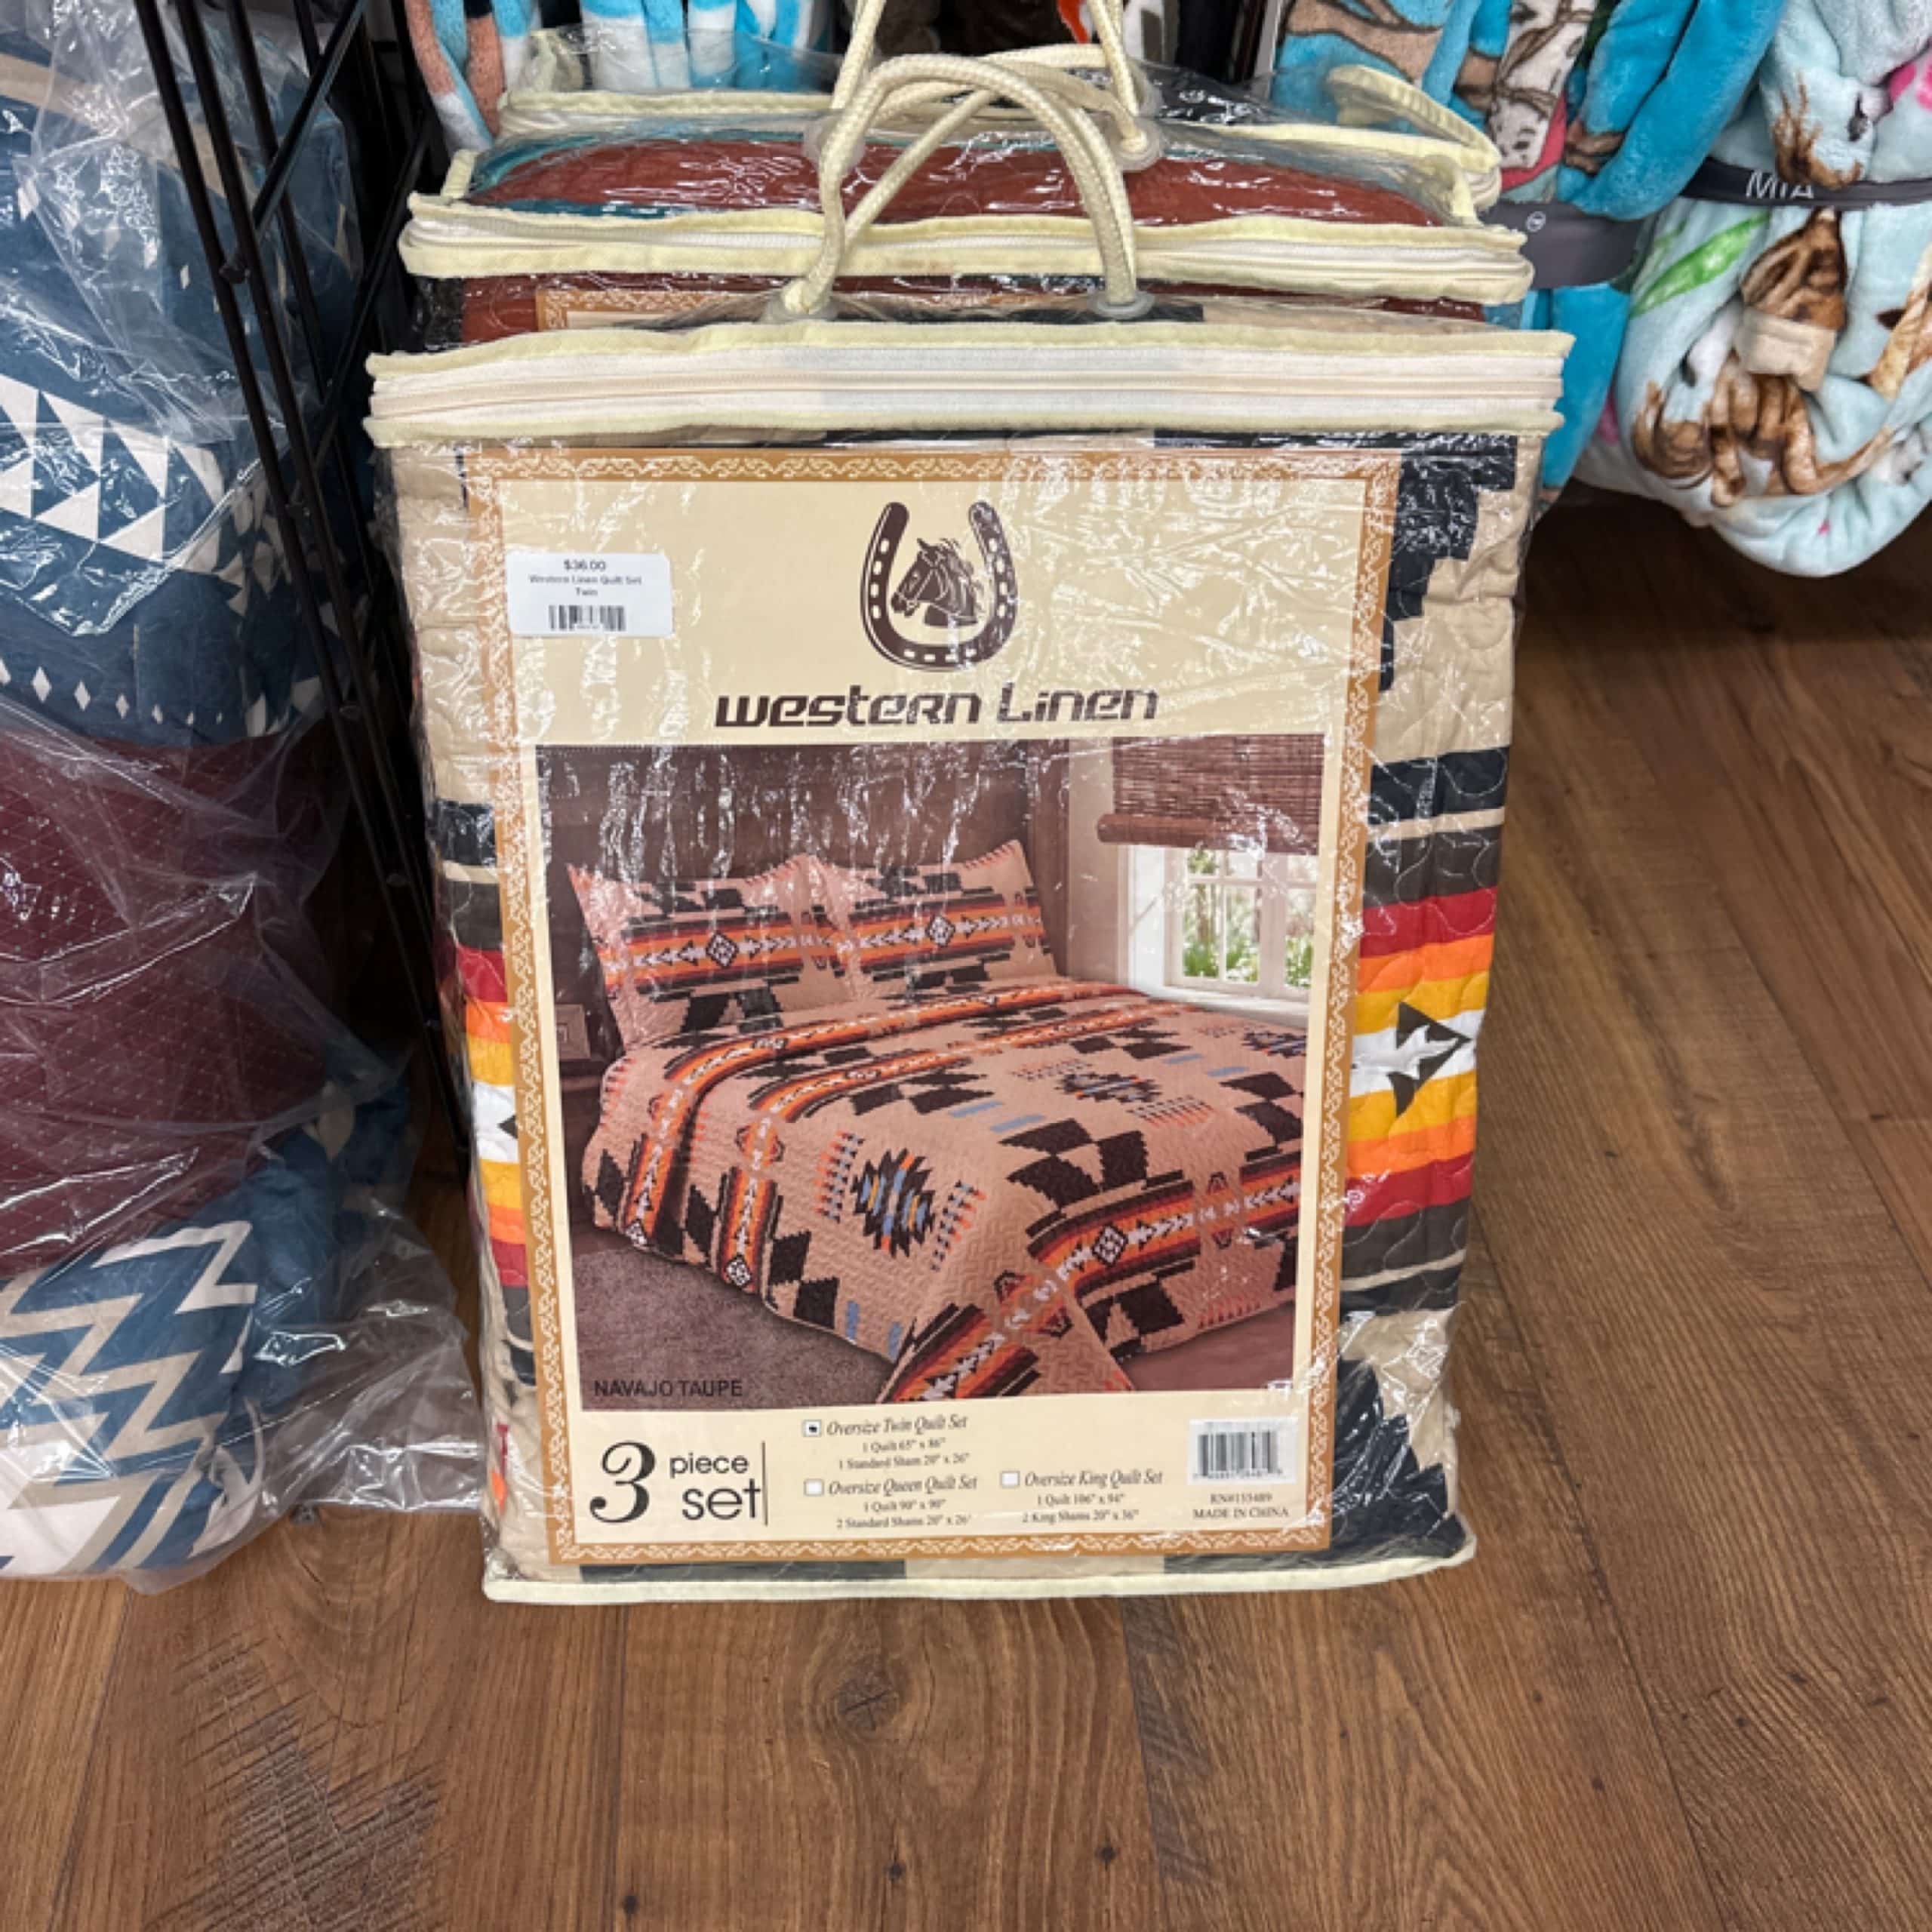 MIA
$36.00
Western Linen Quilt Set
Twin
western Linen
NAVAJO TAUPE
3 piece
set
Oversize Twin Quilt Set
1 Quilt 65" x 86"
1 Standard Sham 20" x 26"
Oversize Queen Quilt Set
1 Quilt 90" x 90"
2 Standard Shams 20" x 26"
Oversize King Quilt Set
1 Quilt 106" x 94"
2 King Shams 20" x 36"
RN#155489
MADE IN CHINA